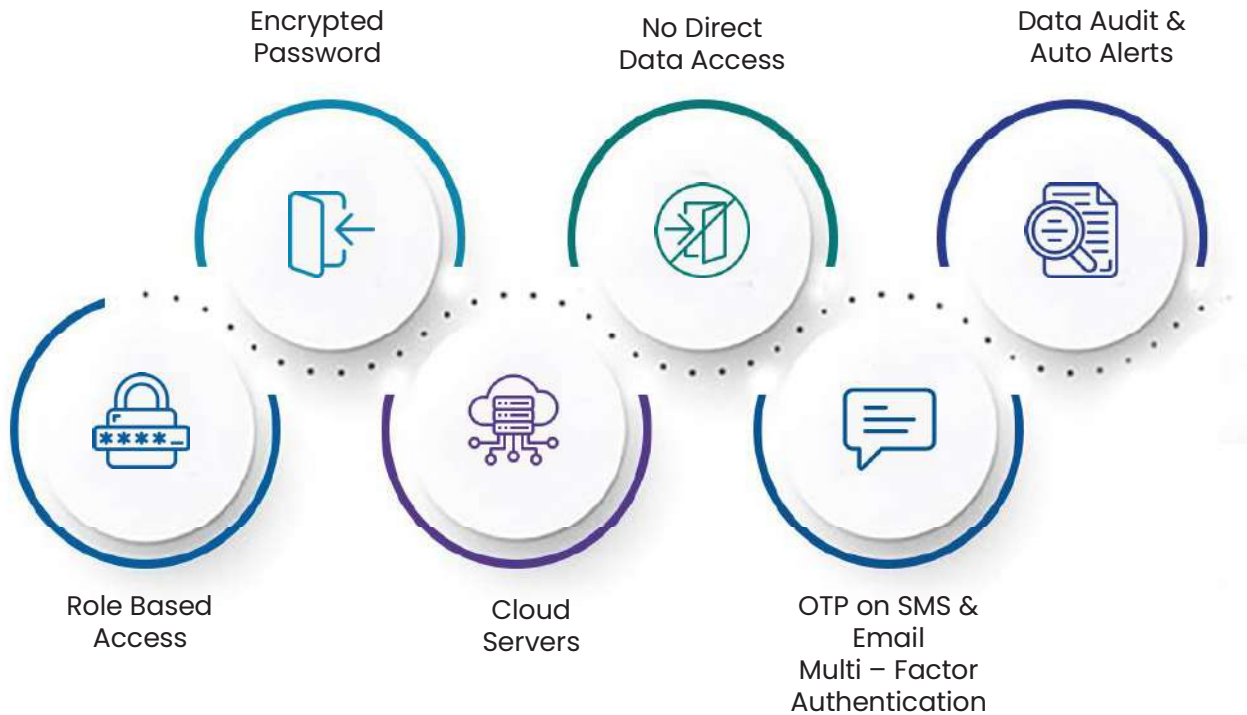 Encrypted
Password
No Direct
Data Access
Data Audit &
Auto Alerts
****_
Role Based
Access
Cloud
Servers
OTP on SMS &
Email
Multi – Factor
Authentication